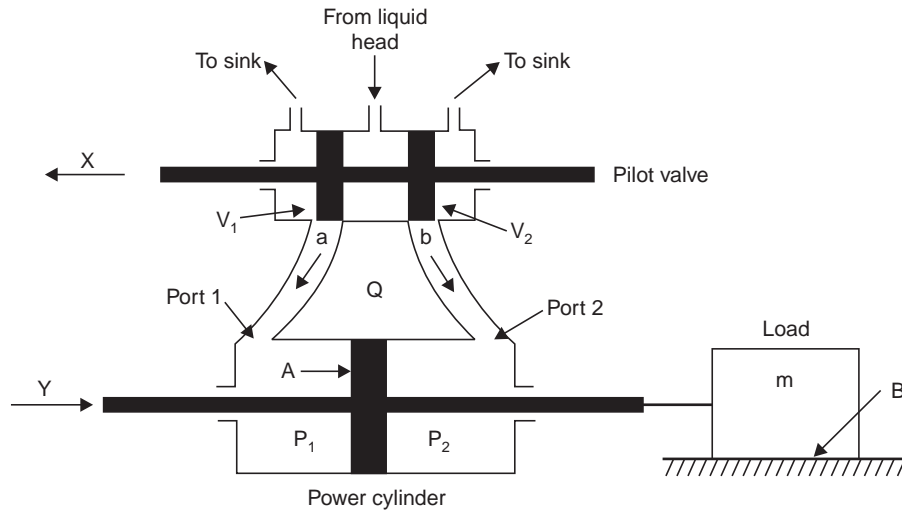 From liquid
head
To sink
To sink
X
Pilot valve
V1
V2
a
b
Q
Port 1
Port 2
Load
A
m
Y
B
P1
P2
Power cylinder